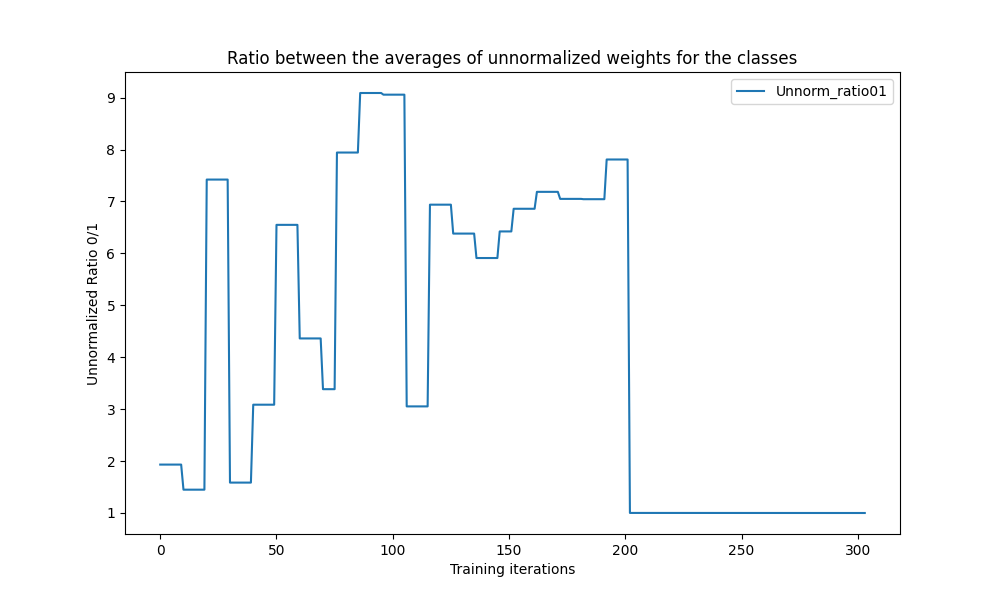 Ratio between the averages of unnormalized weights for the classes
Unnorm_ratio01
Unnormalized Ratio 0/1
9
8
7
6
5
4
3
2
1
0 50 100 150 200 250 300
Training iterations